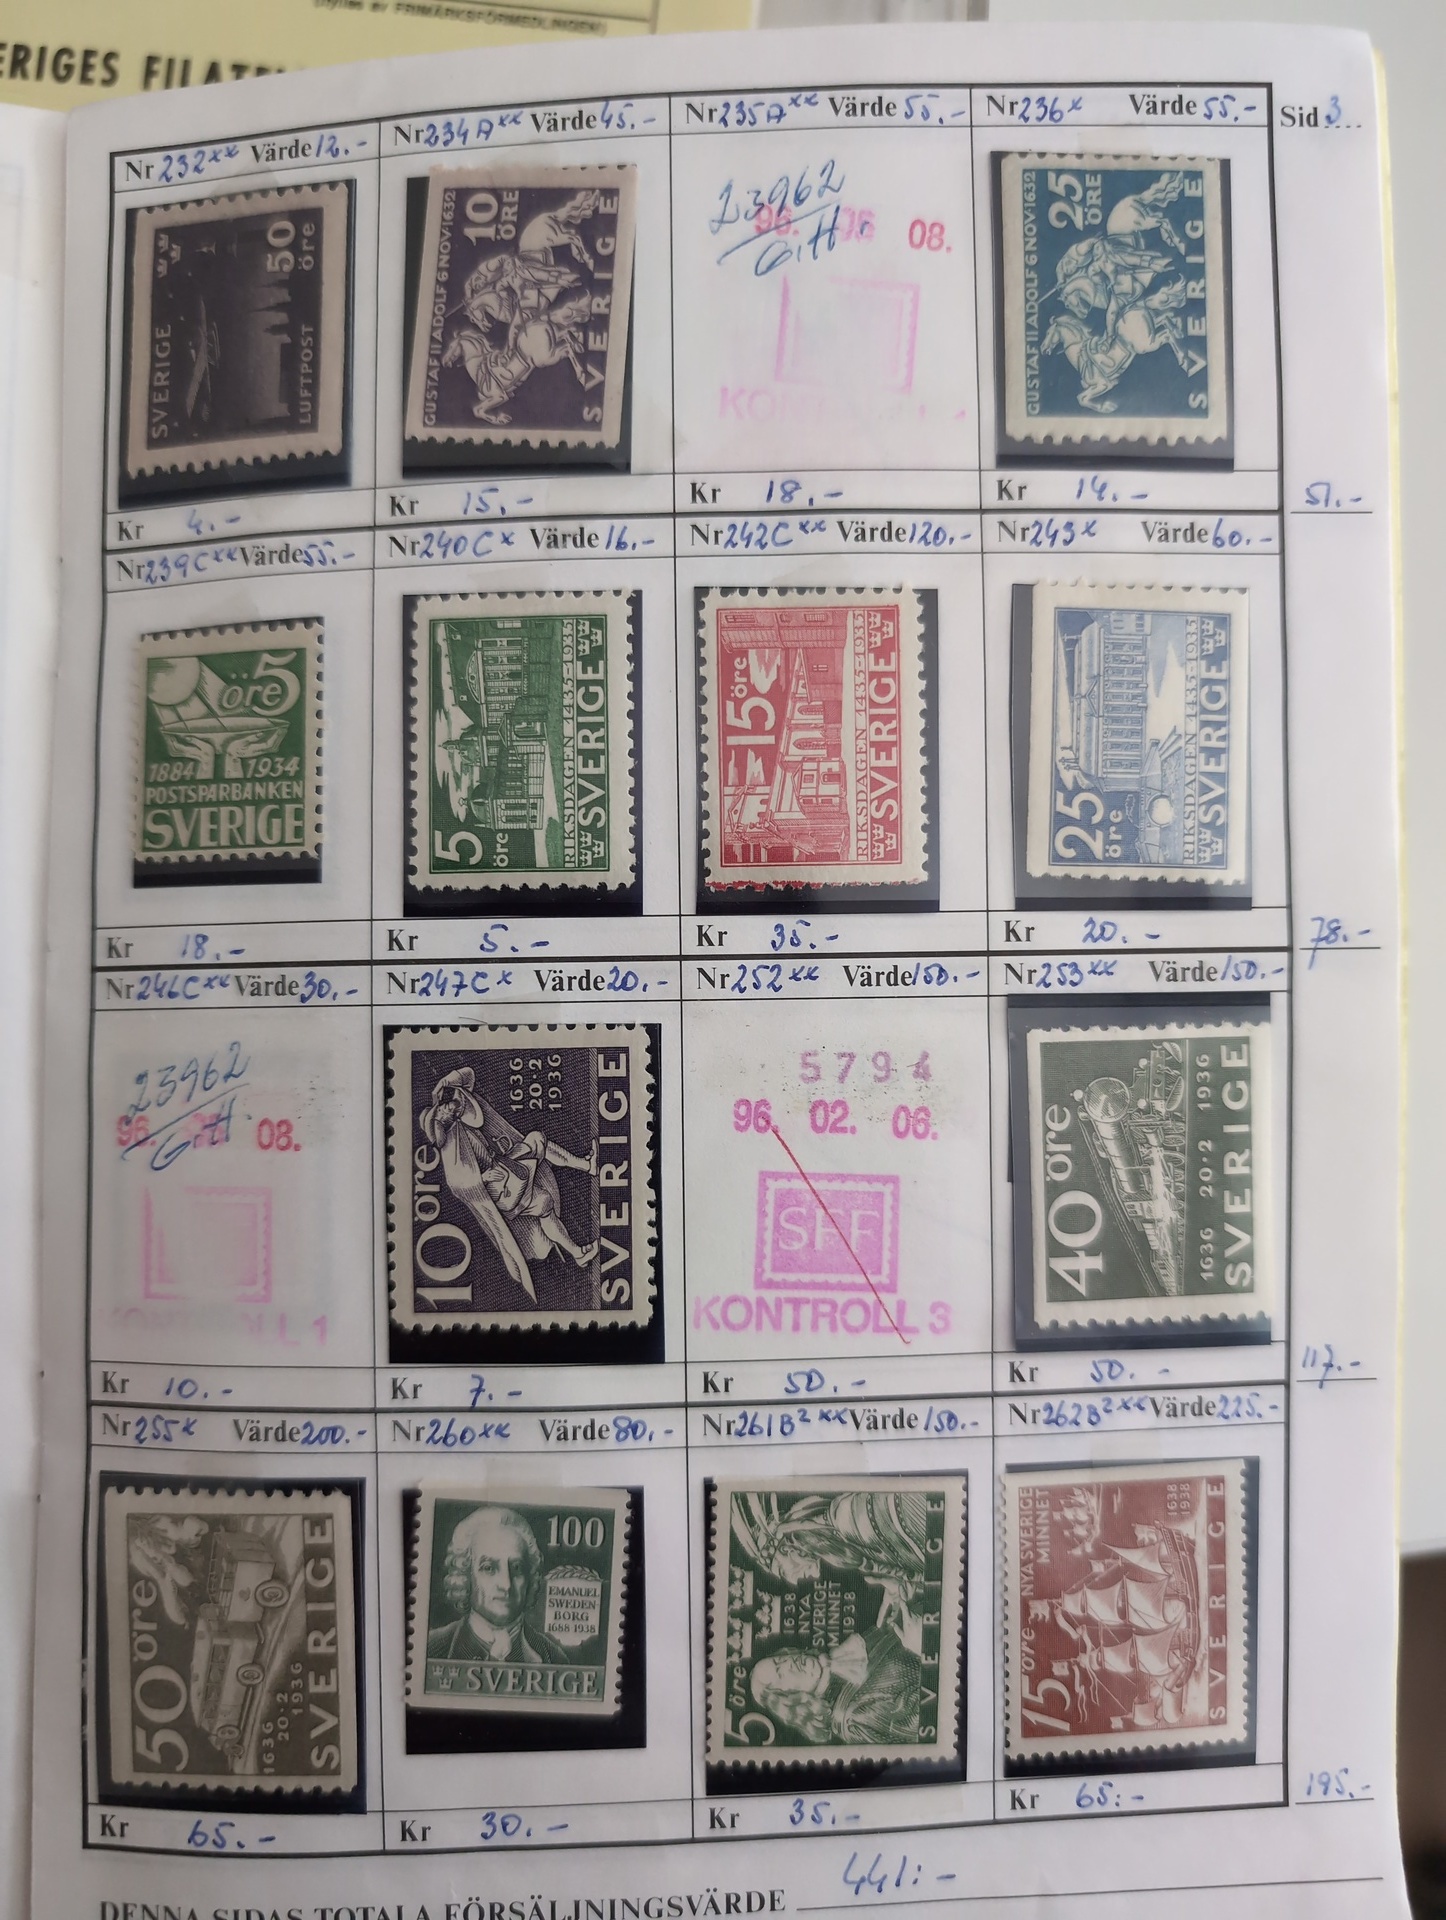 (Ifylles av FRIMÄRKSFÖRMEDLINGEN)
ERIGES FILATEL
Sid 3
Nr 232xx Värde 12.-
Nr 234Axx Värde 45.-
Nr 235Axx Värde 55.-
Nr 236x Värde 55.-
SVERIGE
LUFTPOST
50 öre
GUSTAF II ADOLF 6 NOV 1632
10 ÖRE
SVERIGE
23962
G.H.
96. 08.
GUSTAF II ADOLF 6 NOV 1632
25 ÖRE
SVERIGE
Kr 4.-
Kr 15.-
Kr 18.-
Kr 14.-
51.-
Nr 239Cxx Värde 55.-
Nr 240Cx Värde 16.-
Nr 242Cxx Värde 120.-
Nr 243x Värde 60.-
öre 5
1884 1934
POSTSPARBANKEN
SVERIGE
5 öre
RIKSDAGEN 1435-1935
SVERIGE
15 öre
RIKSDAGEN 1435-1935
SVERIGE
25 öre
RIKSDAGEN 1435-1935
SVERIGE
Kr 18.-
Kr 5.-
Kr 35.-
Kr 20.-
78.-
Nr 246Cxx Värde 30.-
Nr 247Cx Värde 20.-
Nr 252xx Värde 150.-
Nr 253xx Värde 150.-
23962
G.H.
96. 08.
L 1
10 öre
1636
20·2
1936
SVERIGE
5794
96. 02. 06.
SFF
KONTROLL 3
40 öre
1636 20·2 1936
SVERIGE
Kr 10.-
Kr 7.-
Kr 50.-
Kr 50.-
117.-
Nr 255x Värde 200.-
Nr 260xx Värde 80.-
Nr 261B2xx Värde 150.-
Nr 262B2xx Värde 225.-
50 öre
1636
20·2
1936
SVERIGE
100
EMANUEL
SWEDEN-
BORG
1688 1938
SVERIGE
5 öre
1638
NYA
SVERIGE
MINNET
1938
SVERIGE
15 öre
NYA SVERIGE
MINNET
1638
1938
SVERIGE
Kr 65.-
Kr 30.-
Kr 35.-
Kr 65:-
195.-
DENNA SIDAS TOTALA FÖRSÄLJNINGSVÄRDE 441:-